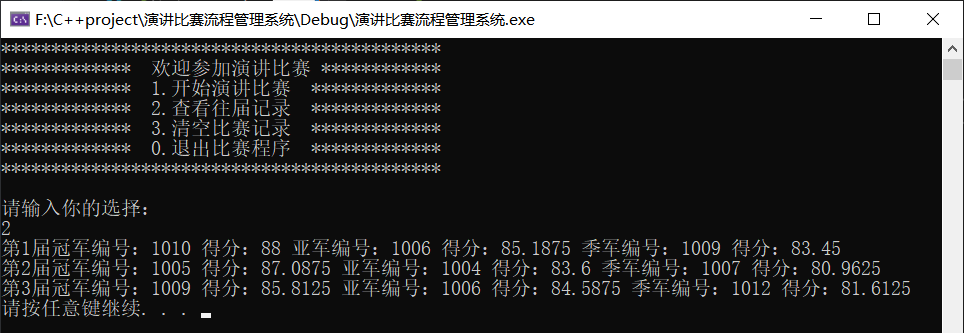 F:\C++project\演讲比赛流程管理系统\Debug\演讲比赛流程管理系统.exe
********************************************
*************  欢迎参加演讲比赛 ************
*************  1.开始演讲比赛  *************
*************  2.查看往届记录  *************
*************  3.清空比赛记录  *************
*************  0.退出比赛程序  *************
********************************************
请输入你的选择：
2
第1届冠军编号：1010 得分：88 亚军编号：1006 得分：85.1875 季军编号：1009 得分：83.45
第2届冠军编号：1005 得分：87.0875 亚军编号：1004 得分：83.6 季军编号：1007 得分：80.9625
第3届冠军编号：1009 得分：85.8125 亚军编号：1006 得分：84.5875 季军编号：1012 得分：81.6125
请按任意键继续. . .